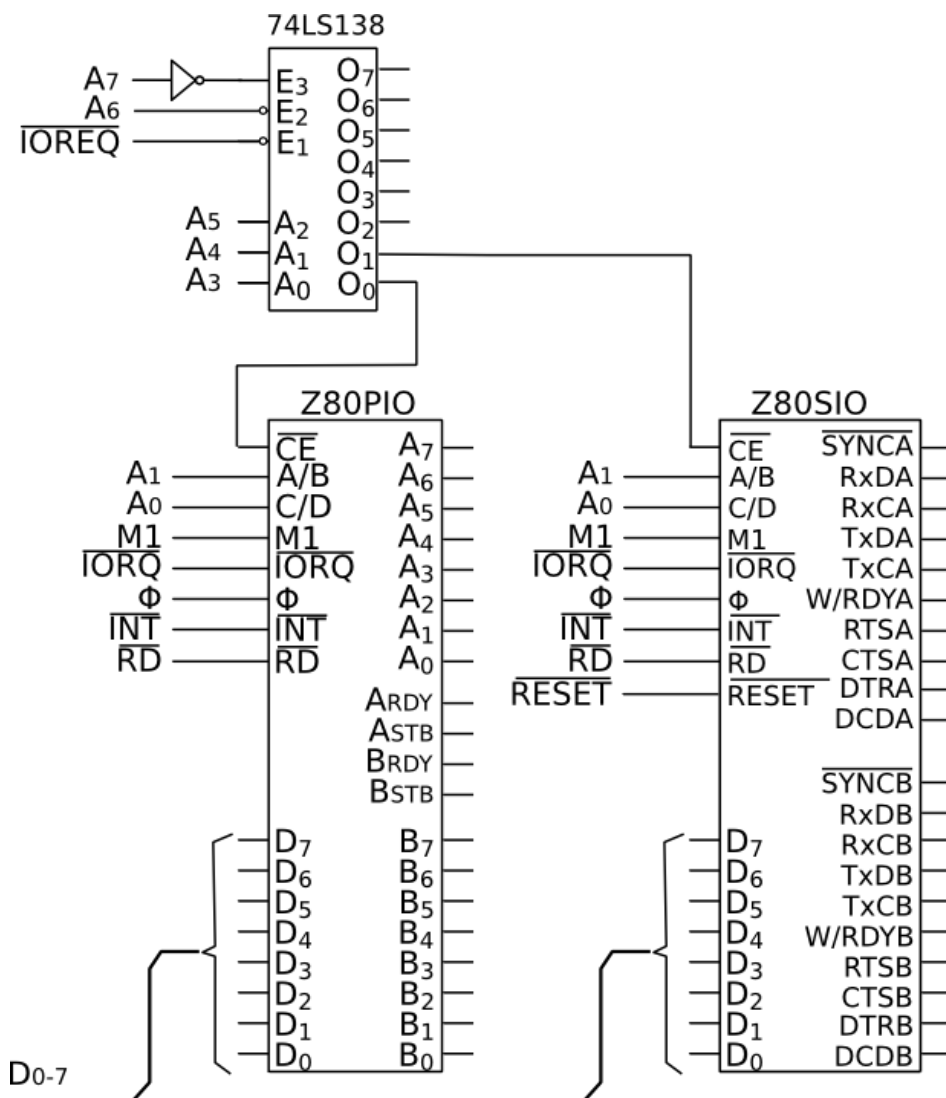 74LS138
A7 E3 O7
A6 E2 O6
IOREQ E1 O5
O4
O3
A5 A2 O2
A4 A1 O1
A3 A0 O0
Z80PIO
CE A7
A1 A/B A6
A0 C/D A5
M1 M1 A4
IORQ IORQ A3
Φ Φ A2
INT INT A1
RD RD A0
ARDY
ASTB
BRDY
BSTB
D7 B7
D6 B6
D5 B5
D4 B4
D3 B3
D2 B2
D1 B1
D0 B0
D0-7
Z80SIO
CE SYNCA
A1 A/B RxDA
A0 C/D RxCA
M1 M1 TxDA
IORQ IORQ TxCA
Φ Φ W/RDYA
INT INT RTSA
RD RD CTSA
RESET RESET DTRA
DCDA
SYNCB
RxDB
D7 RxCB
D6 TxDB
D5 TxCB
D4 W/RDYB
D3 RTSB
D2 CTSB
D1 DTRB
D0 DCDB